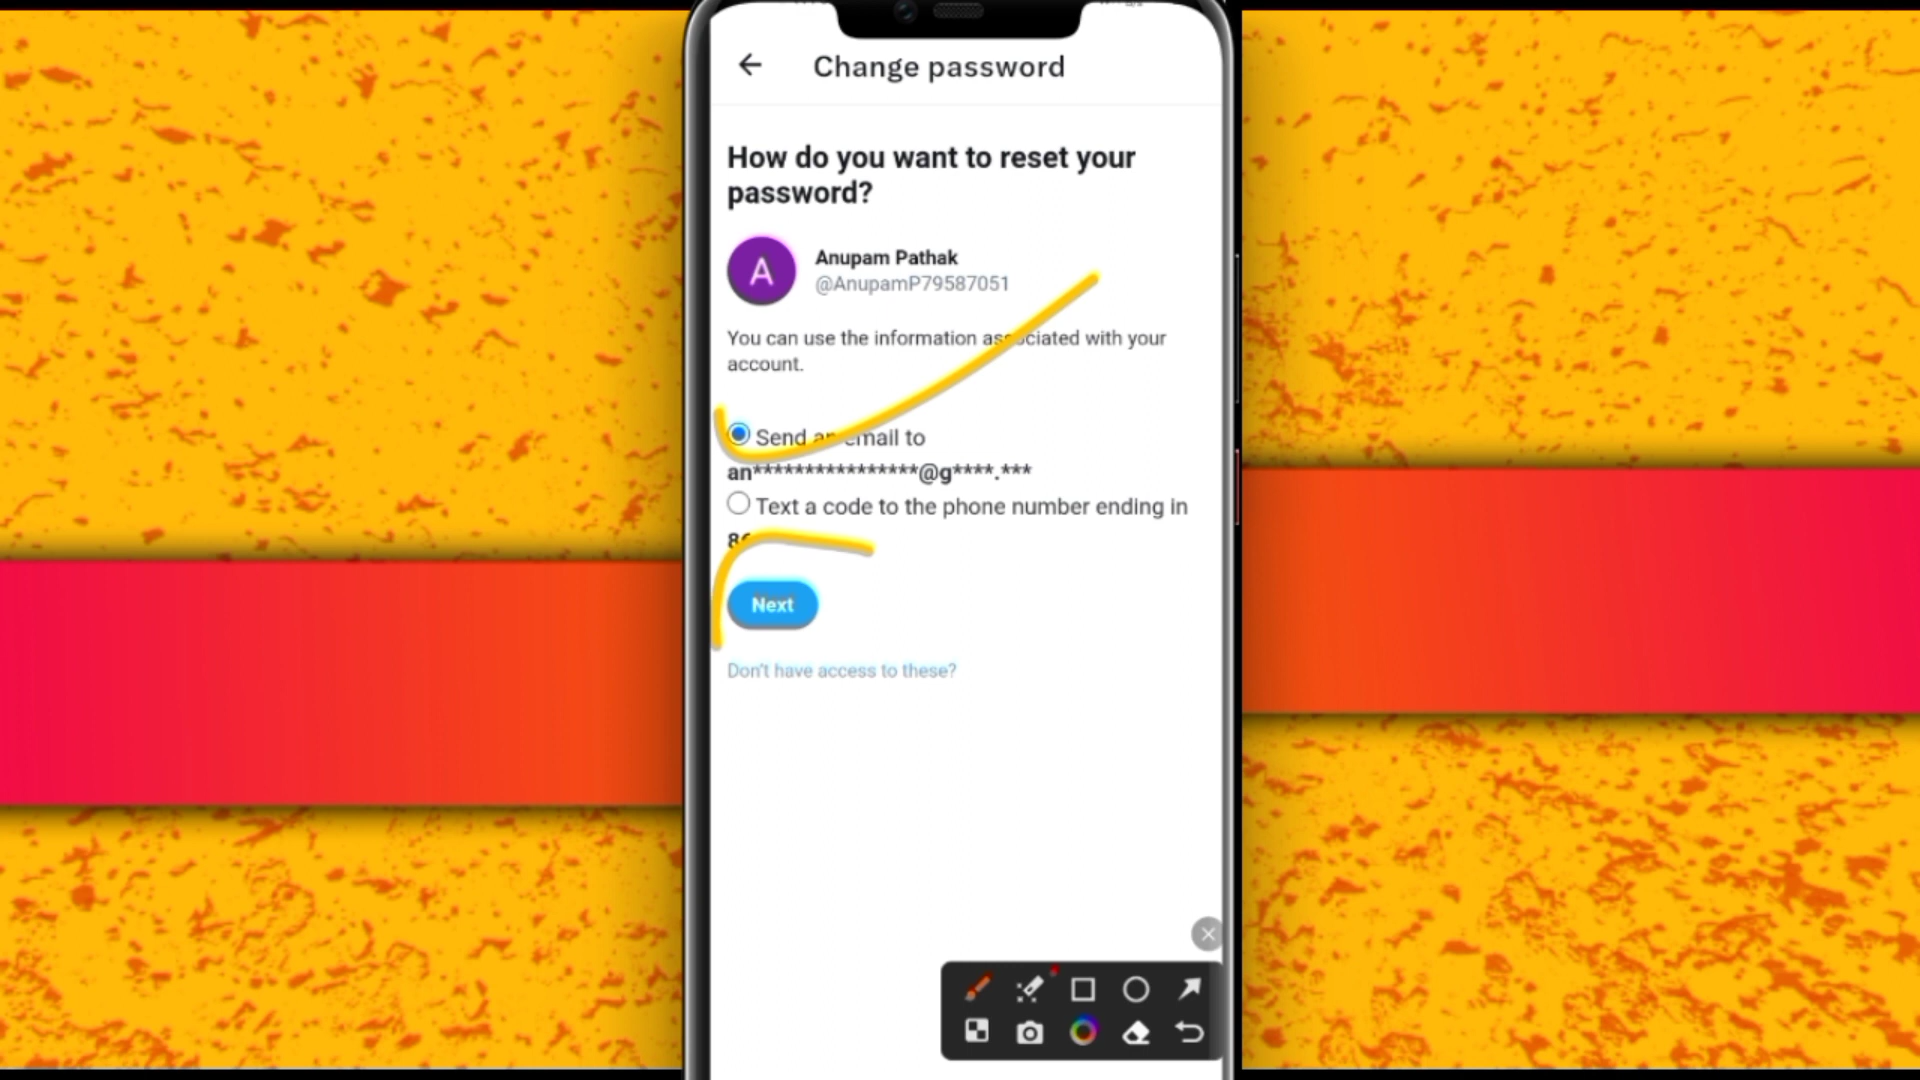 Change password
How do you want to reset your
password?
A
Anupam Pathak
@AnupamP79587051
You can use the information associated with your
account.
Send an email to
an****************@g****.***
Text a code to the phone number ending in
Next
Don't have access to these?